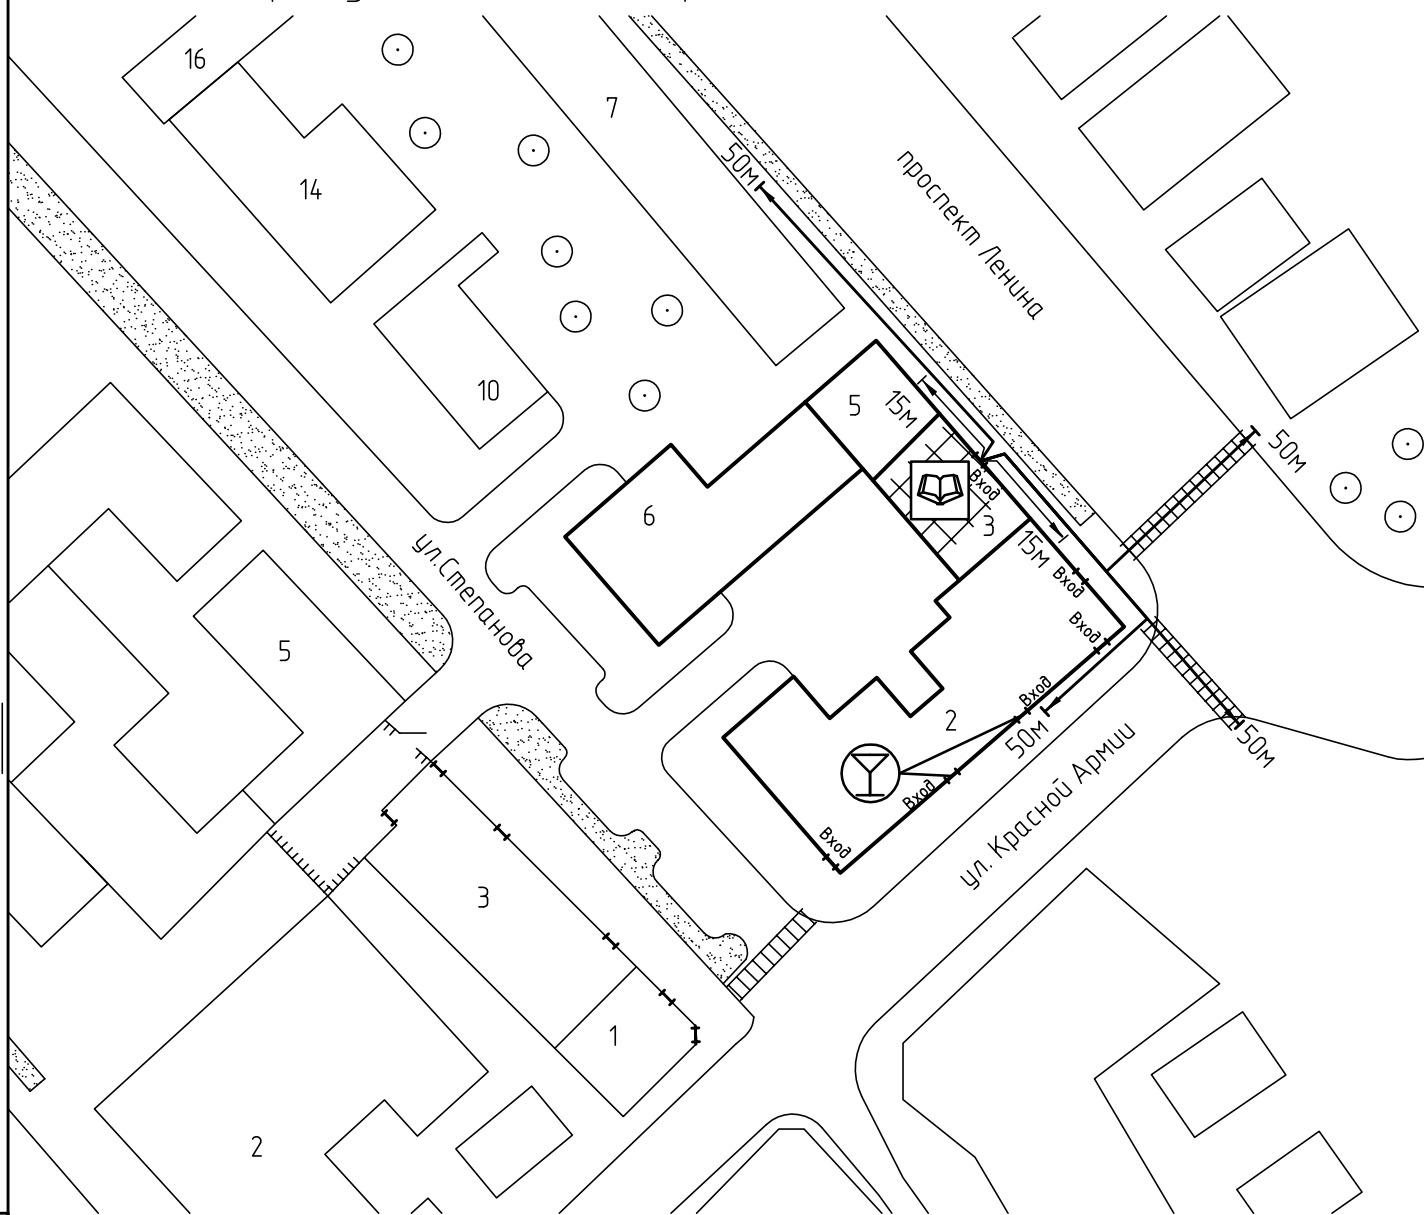 16
7
14
50м
проспект Ленина
10
5
15м
50м
6
Вход
3
15м
Вход
ул.Степанова
Вход
5
Вход
2
50м
50м
Вход
ул. Красной Армии
Вход
3
1
2